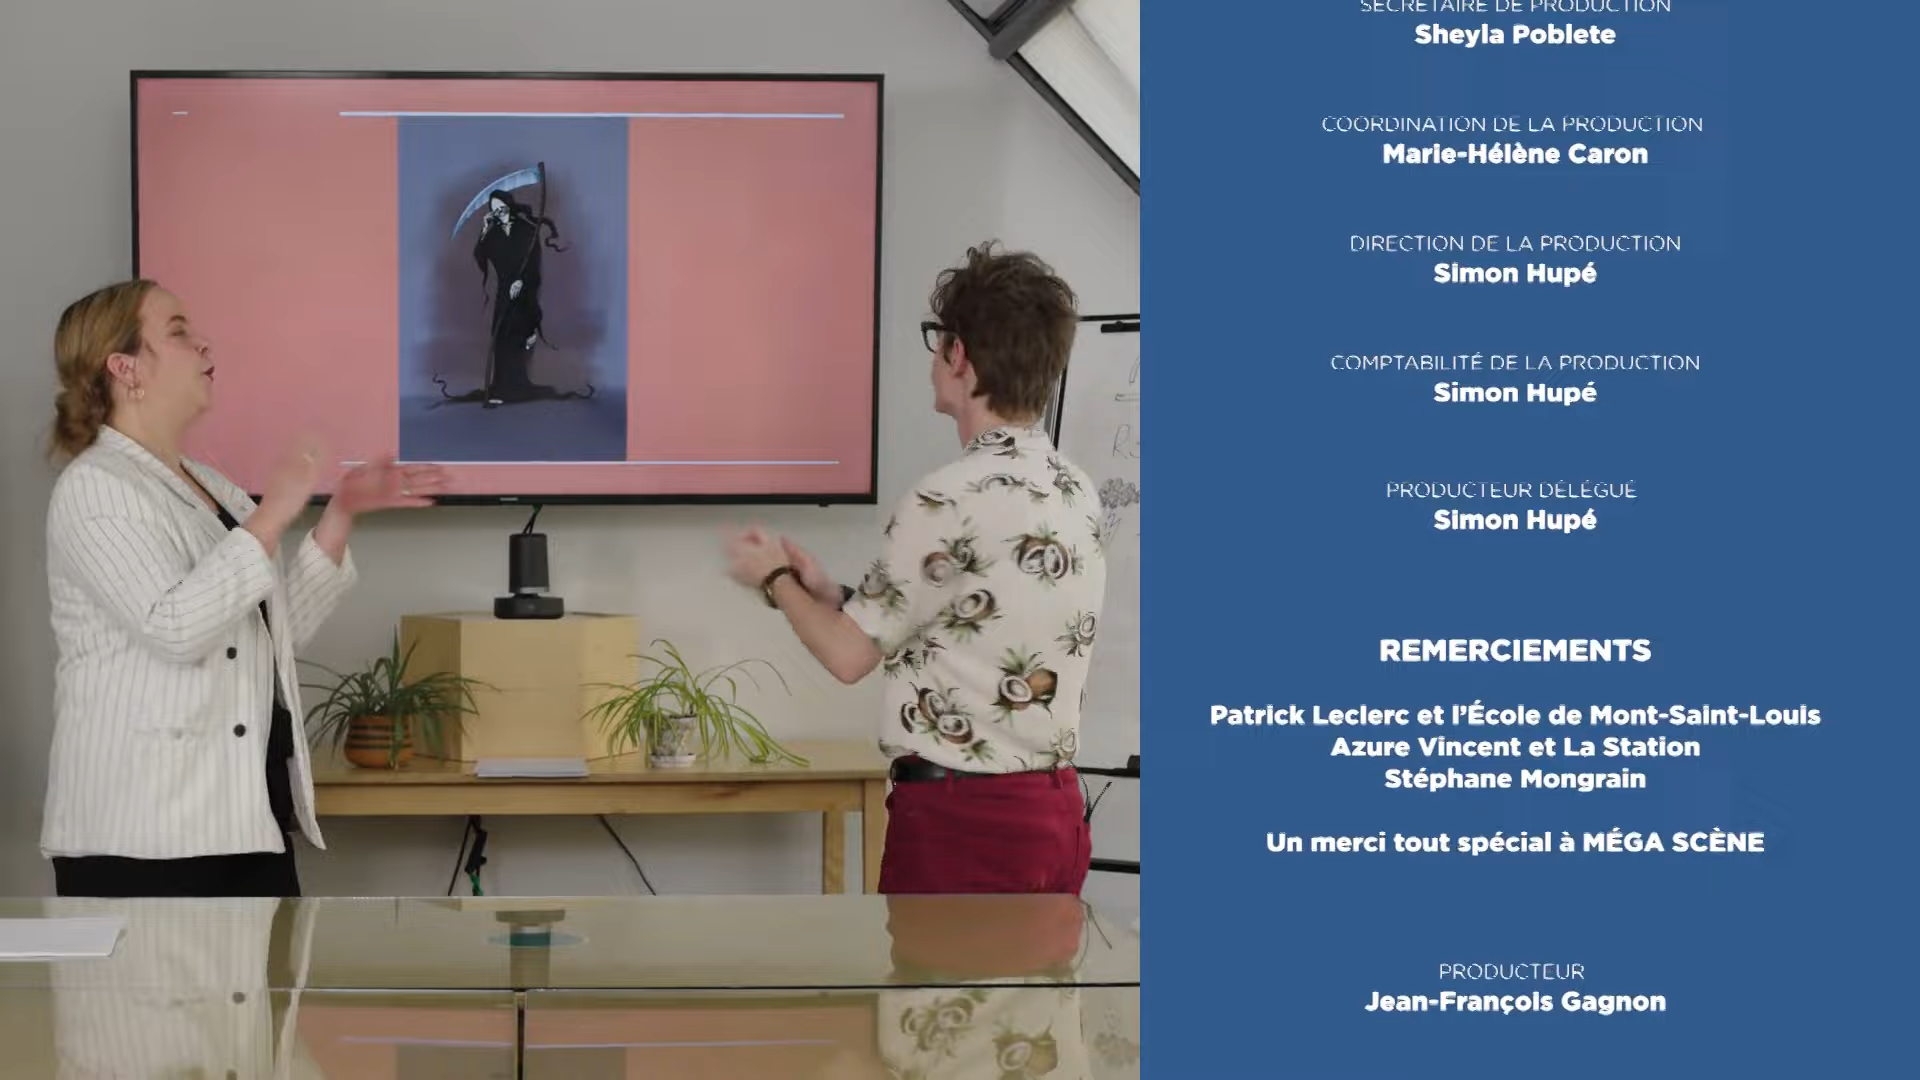 SECRÉTAIRE DE PRODUCTION
Sheyla Poblete
COORDINATION DE LA PRODUCTION
Marie-Hélène Caron
DIRECTION DE LA PRODUCTION
Simon Hupé
COMPTABILITÉ DE LA PRODUCTION
Simon Hupé
PRODUCTEUR DÉLÉGUÉ
Simon Hupé
REMERCIEMENTS
Patrick Leclerc et l'École de Mont-Saint-Louis
Azure Vincent et La Station
Stéphane Mongrain
Un merci tout spécial à MÉGA SCÈNE
PRODUCTEUR
Jean-François Gagnon